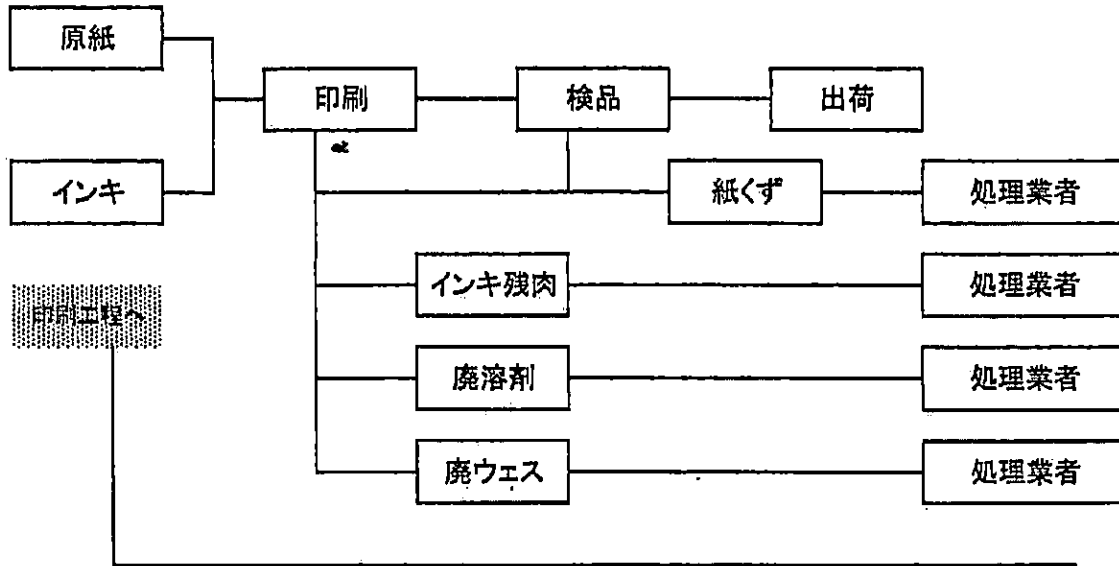 原紙
印刷
検品
出荷
インキ
紙くず
処理業者
インキ残肉
処理業者
印刷工程へ
廃溶剤
処理業者
廃ウェス
処理業者